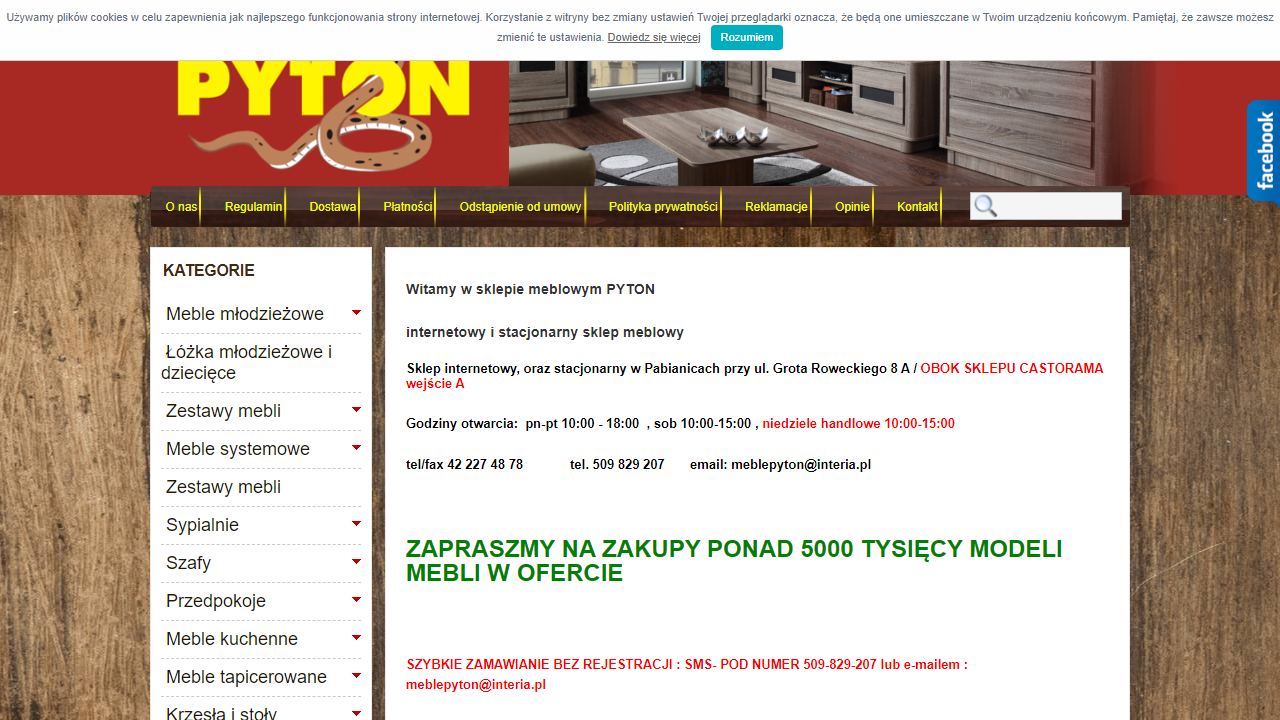 Używamy plików cookies w celu zapewnienia jak najlepszego funkcjonowania strony internetowej. Korzystanie z witryny bez zmiany ustawień Twojej przeglądarki oznacza, że będą one umieszczane w Twoim urządzeniu końcowym. Pamiętaj, że zawsze możesz
zmienić te ustawienia. Dowiedz się więcej Rozumiem
PYTON
facebook
O nas Regulamin Dostawa Płatności Odstąpienie od umowy Polityka prywatności Reklamacje Opinie Kontakt
KATEGORIE
Meble młodzieżowe
Łóżka młodzieżowe i
dziecięce
Zestawy mebli
Meble systemowe
Zestawy mebli
Sypialnie
Szafy
Przedpokoje
Meble kuchenne
Meble tapicerowane
Krzesła i stoły
Witamy w sklepie meblowym PYTON
internetowy i stacjonarny sklep meblowy
Sklep internetowy, oraz stacjonarny w Pabianicach przy ul. Grota Roweckiego 8 A / OBOK SKLEPU CASTORAMA
wejście A
Godziny otwarcia: pn-pt 10:00 - 18:00 , sob 10:00-15:00 , niedziele handlowe 10:00-15:00
tel/fax 42 227 48 78 tel. 509 829 207 email: meblepyton@interia.pl
ZAPRASZMY NA ZAKUPY PONAD 5000 TYSIĘCY MODELI
MEBLI W OFERCIE
SZYBKIE ZAMAWIANIE BEZ REJESTRACJI : SMS- POD NUMER 509-829-207 lub e-mailem :
meblepyton@interia.pl